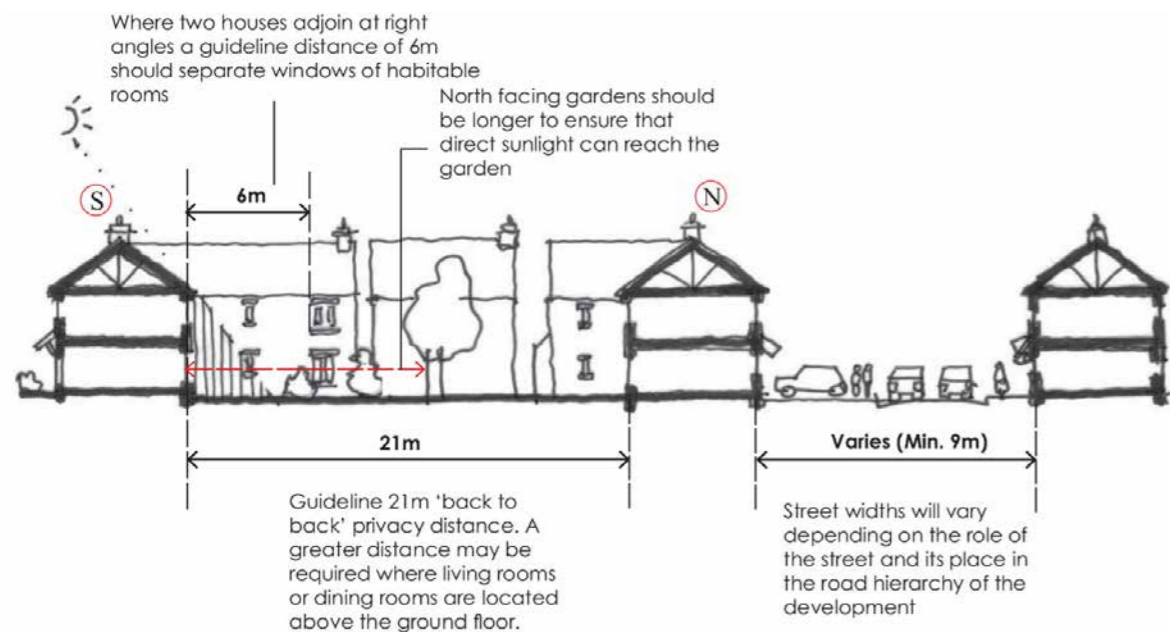 Where two houses adjoin at right
angles a guideline distance of 6m
should separate windows of habitable
rooms
North facing gardens should
be longer to ensure that
direct sunlight can reach the
garden
S
6m
N
21m
Varies (Min. 9m)
Guideline 21m ‘back to
back’ privacy distance. A
greater distance may be
required where living rooms
or dining rooms are located
above the ground floor.
Street widths will vary
depending on the role of
the street and its place in
the road hierarchy of the
development